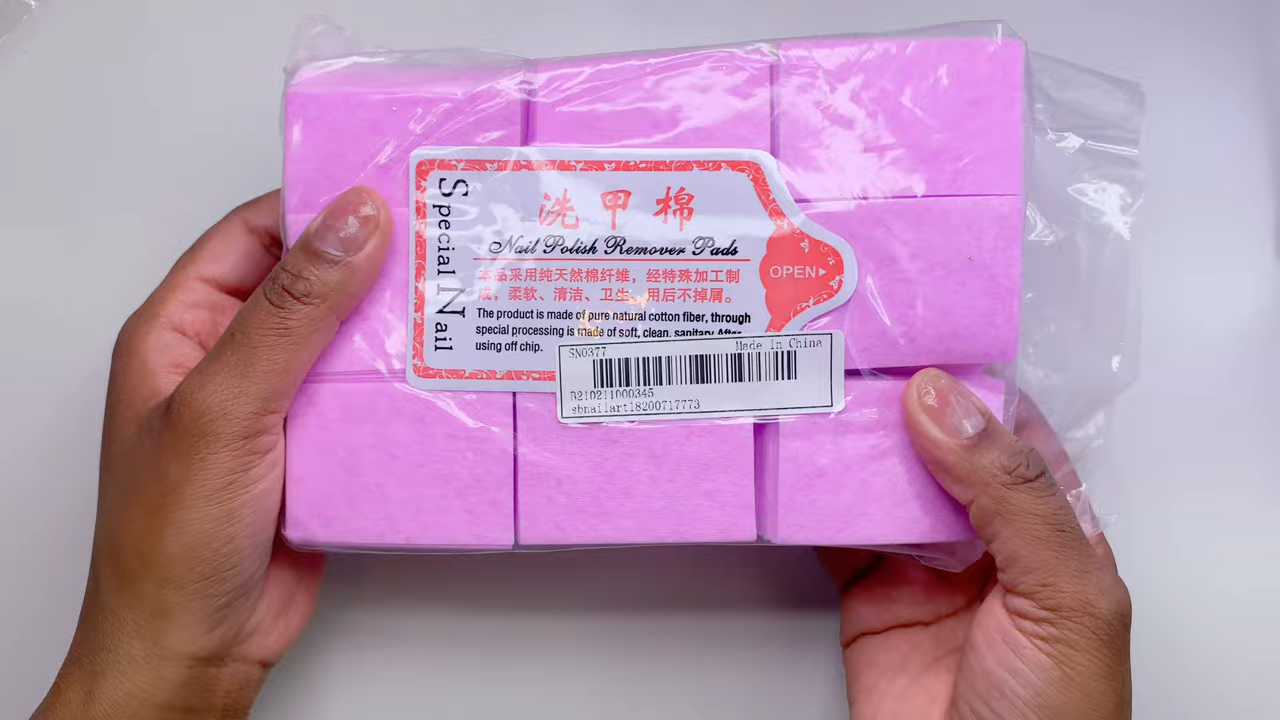 Special Nail
洗甲棉
Nail Polish Remover Pads
本品采用纯天然棉纤维，经特殊加工制
成，柔软、清洁、卫生，用后不掉屑。
The product is made of pure natural cotton fiber, through
special processing is made of soft, clean, sanitary After
using off chip.
OPEN
SN0377 Made In China
B210211000345
sbnailart18200717773